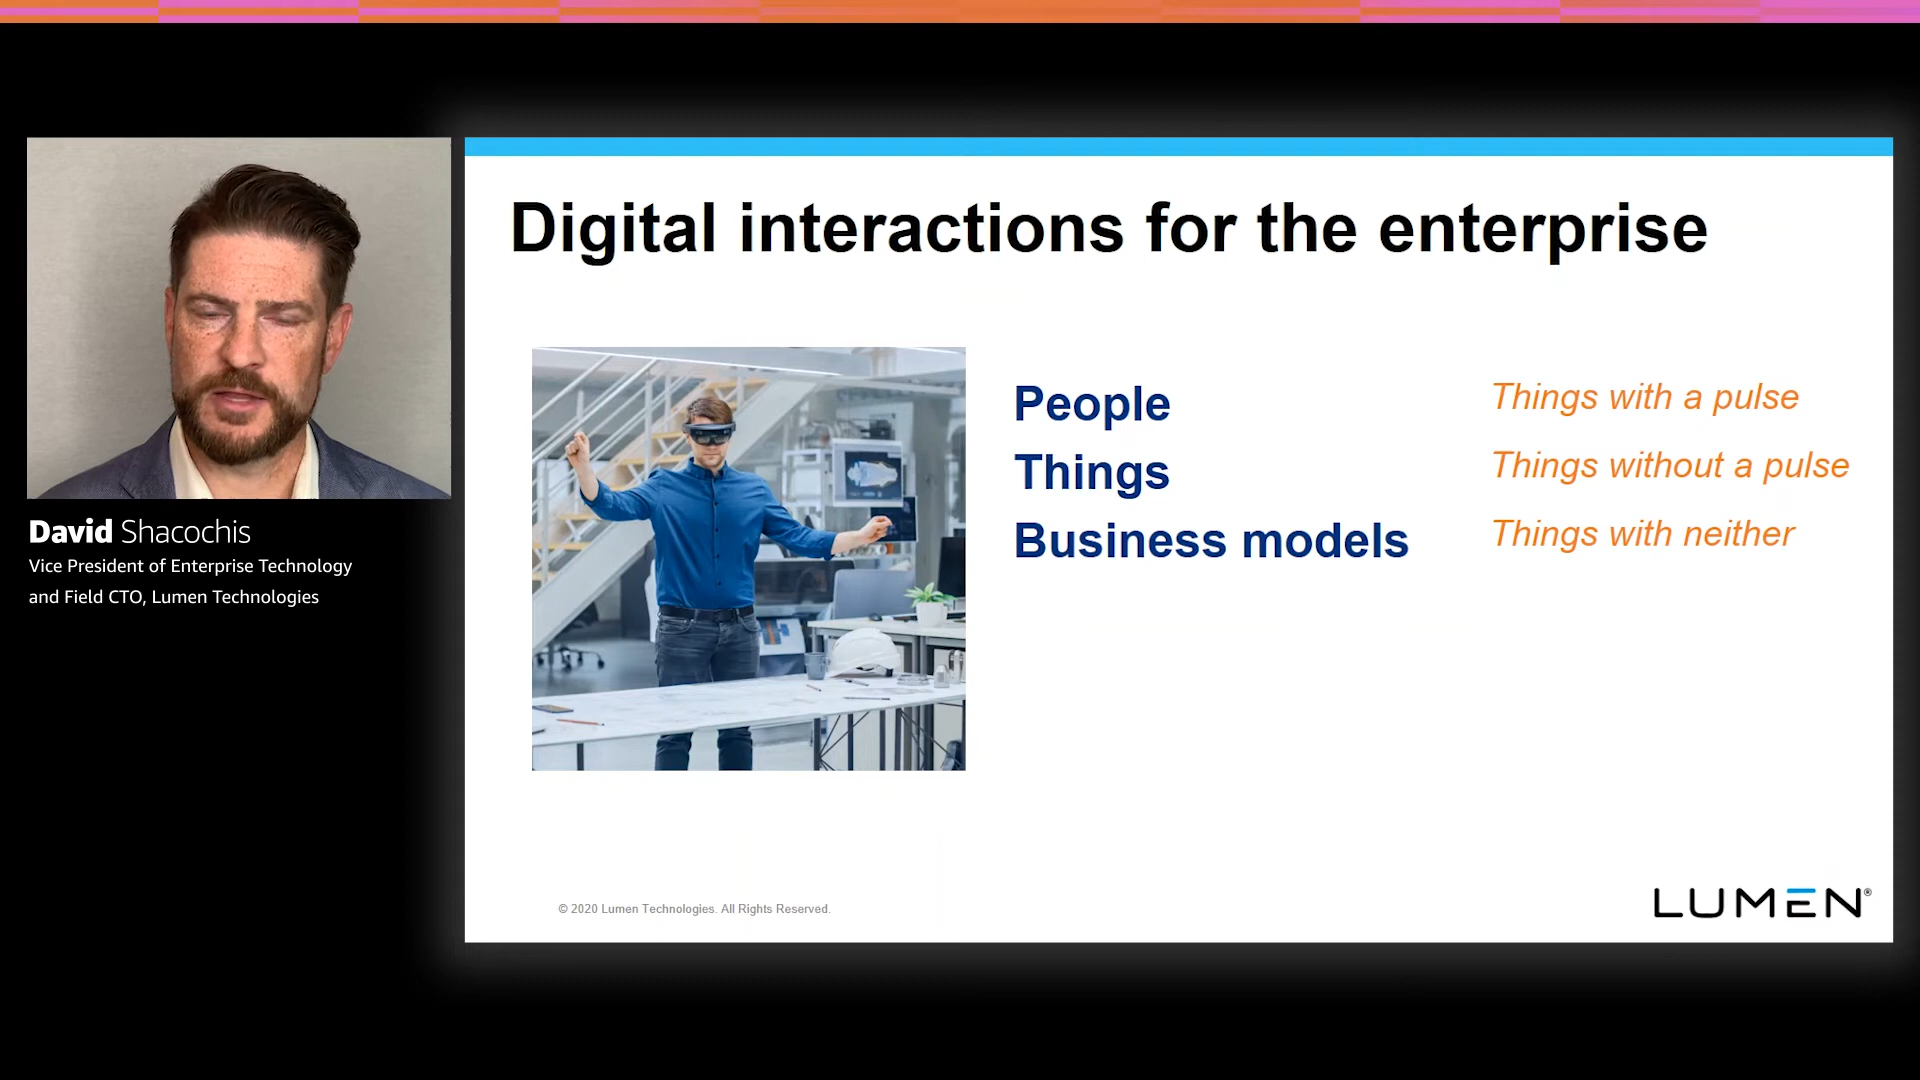 David Shacochis
Vice President of Enterprise Technology
and Field CTO, Lumen Technologies
Digital interactions for the enterprise
People
Things with a pulse
Things
Things without a pulse
Business models
Things with neither
© 2020 Lumen Technologies. All Rights Reserved.
LUMEN®